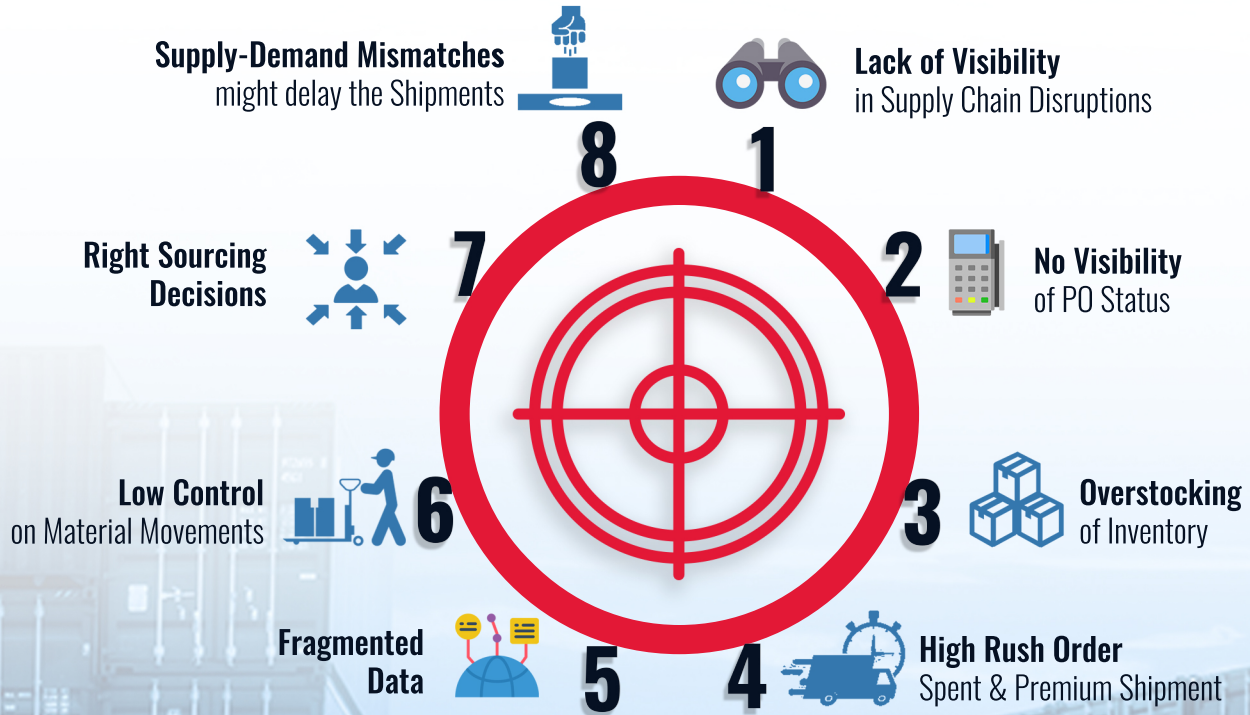 1
Lack of Visibility
in Supply Chain Disruptions
2
No Visibility
of PO Status
3
Overstocking
of Inventory
4
High Rush Order
Spent & Premium Shipment
5
Fragmented
Data
6
Low Control
on Material Movements
7
Right Sourcing
Decisions
8
Supply-Demand Mismatches
might delay the Shipments